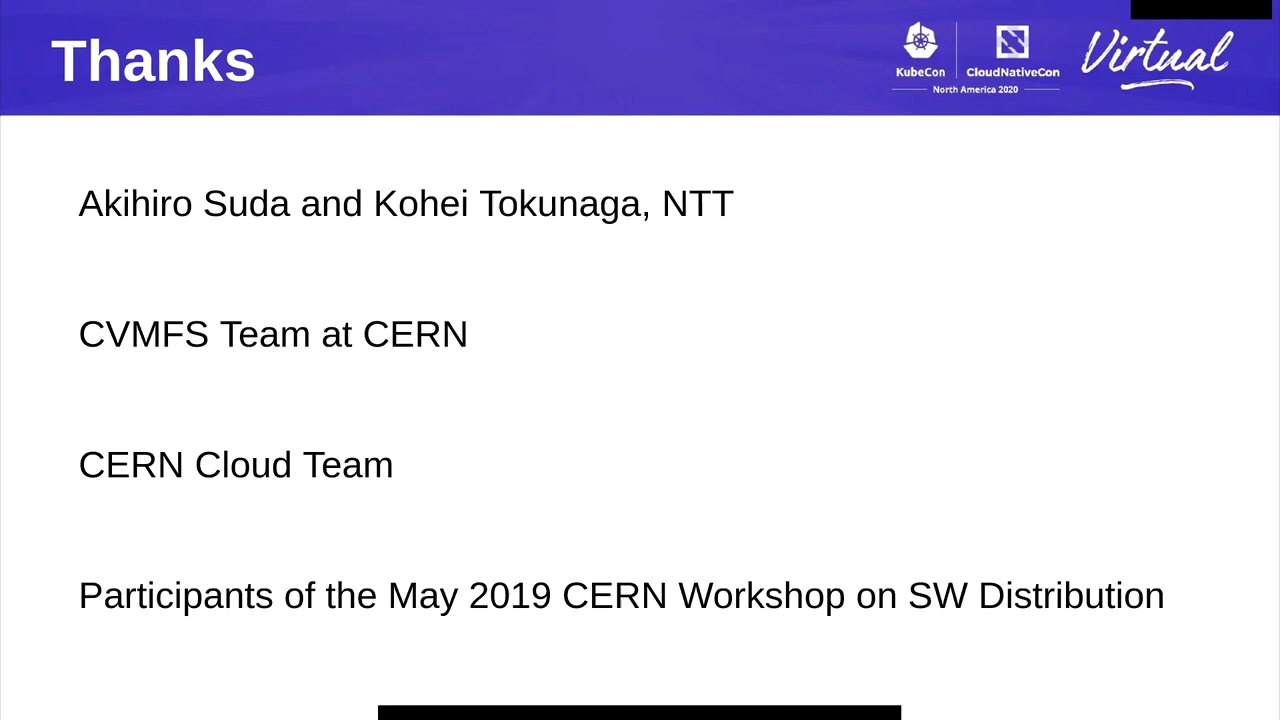 Thanks
KubeCon
CloudNativeCon
North America 2020
Virtual
Akihiro Suda and Kohei Tokunaga, NTT
CVMFS Team at CERN
CERN Cloud Team
Participants of the May 2019 CERN Workshop on SW Distribution